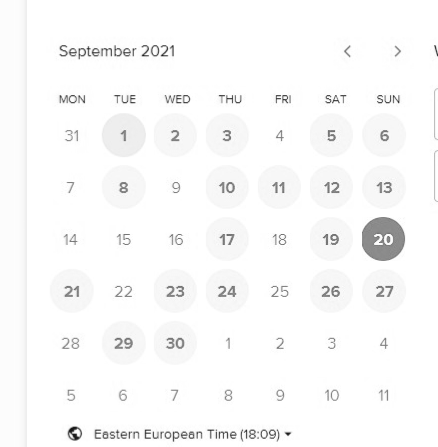 September 2021
MON TUE WED THU FRI SAT SUN
31 1 2 3 4 5 6
7 8 9 10 11 12 13
14 15 16 17 18 19 20
21 22 23 24 25 26 27
28 29 30 1 2 3 4
5 6 7 8 9 10 11
Eastern European Time (18:09)